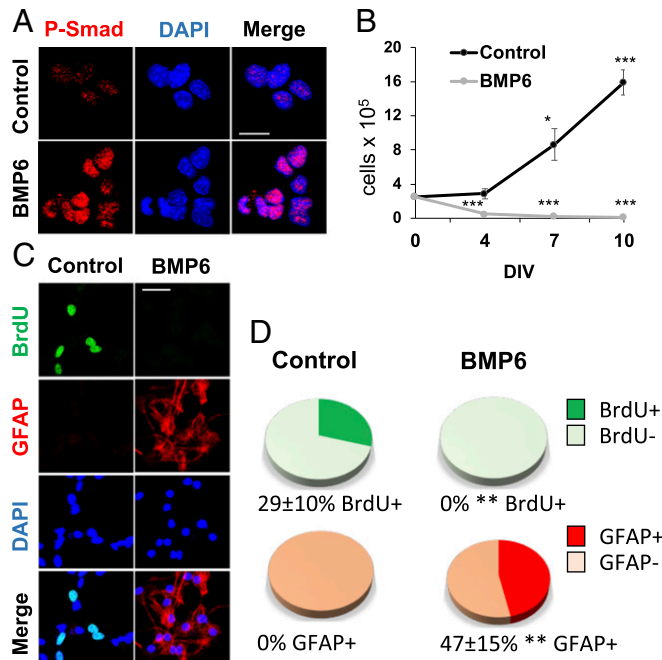 A
P-Smad DAPI Merge
Control
BMP6
B
Control
BMP6
cells x 10⁵
20
16
12
8
4
0
* ***
*** *** ***
0 4 7 10
DIV
C
Control BMP6
BrdU
GFAP
DAPI
Merge
D
Control BMP6
BrdU+
BrdU-
29±10% BrdU+ 0% ** BrdU+
GFAP+
GFAP-
0% GFAP+ 47±15% ** GFAP+